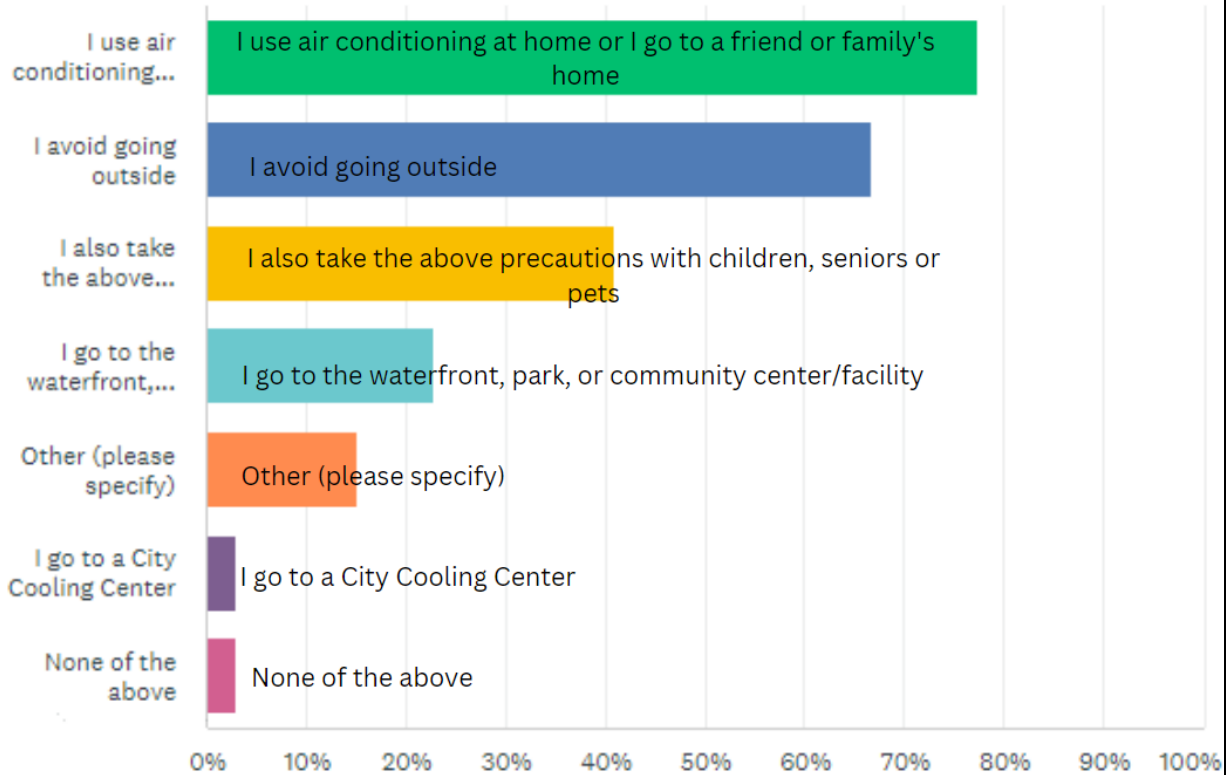 I use air
conditioning...
I use air conditioning at home or I go to a friend or family's
home
I avoid going
outside
I avoid going outside
I also take
the above...
I also take the above precautions with children, seniors or
pets
I go to the
waterfront,...
I go to the waterfront, park, or community center/facility
Other (please
specify)
Other (please specify)
I go to a City
Cooling Center
I go to a City Cooling Center
None of the
above
None of the above
0% 10% 20% 30% 40% 50% 60% 70% 80% 90% 100%